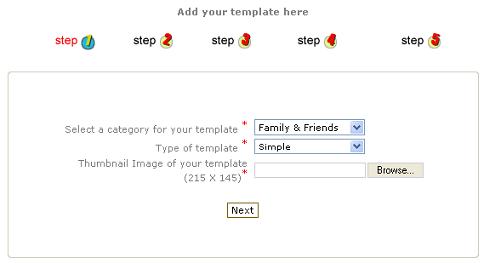 Add your template here
step 1 step 2 step 3 step 4 step 5
Select a category for your template * Family & Friends
Type of template * Simple
Thumbnail Image of your template
(215 X 145) * Browse...
Next